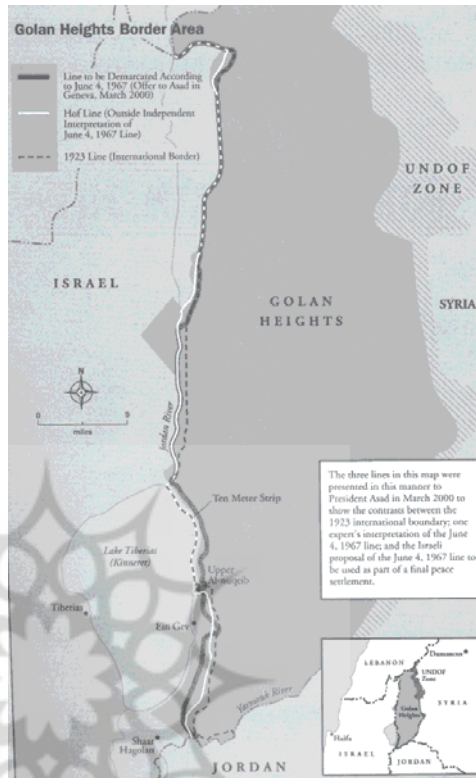 Golan Heights Border Area
Line to be Demarcated According
to June 4, 1967 (Offer to Asad in
Geneva, March 2000)
Hof Line (Outside Independent
Interpretation of
June 4, 1967 Line)
1923 Line (International Border)
UNDOF
ZONE
ISRAEL
GOLAN
HEIGHTS
SYRIA
N
0
miles
Jordan River
Ten Meter Strip
The three lines in this map were
presented in this manner to
President Asad in March 2000 to
show the contrasts between the
1923 international boundary; one
expert's interpretation of the June
4, 1967 line; and the Israeli
proposal of the June 4, 1967 line to
be used as part of a final peace
settlement.
Lake Tiberias
(Kinneret)
Upper
Tiberias
Ein Gev
Yarmouk River
Shaar
Hagolan
JORDAN
Damascus
LEBANON
UNDOF
Zone
Golan
Heights
SYRIA
Haifa
ISRAEL
JORDAN